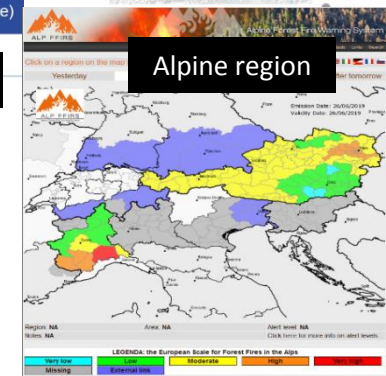 e)
ALP FFIRS
Alpine Forest Fire Warning System
Links Search
Click on a region on the map
Alpine region
Yesterday
fter tomorrow
ALP FFIRS
Emission Date: 26/06/2019
Validity Date: 26/06/2019
Region: NA
Area: NA
Alert level: NA
Notes: NA
Click here for more info on alert levels.
LEGENDA: the European Scale for Forest Fires in the Alps
Very low
Low
Moderate
High
Very high
Missing
External link